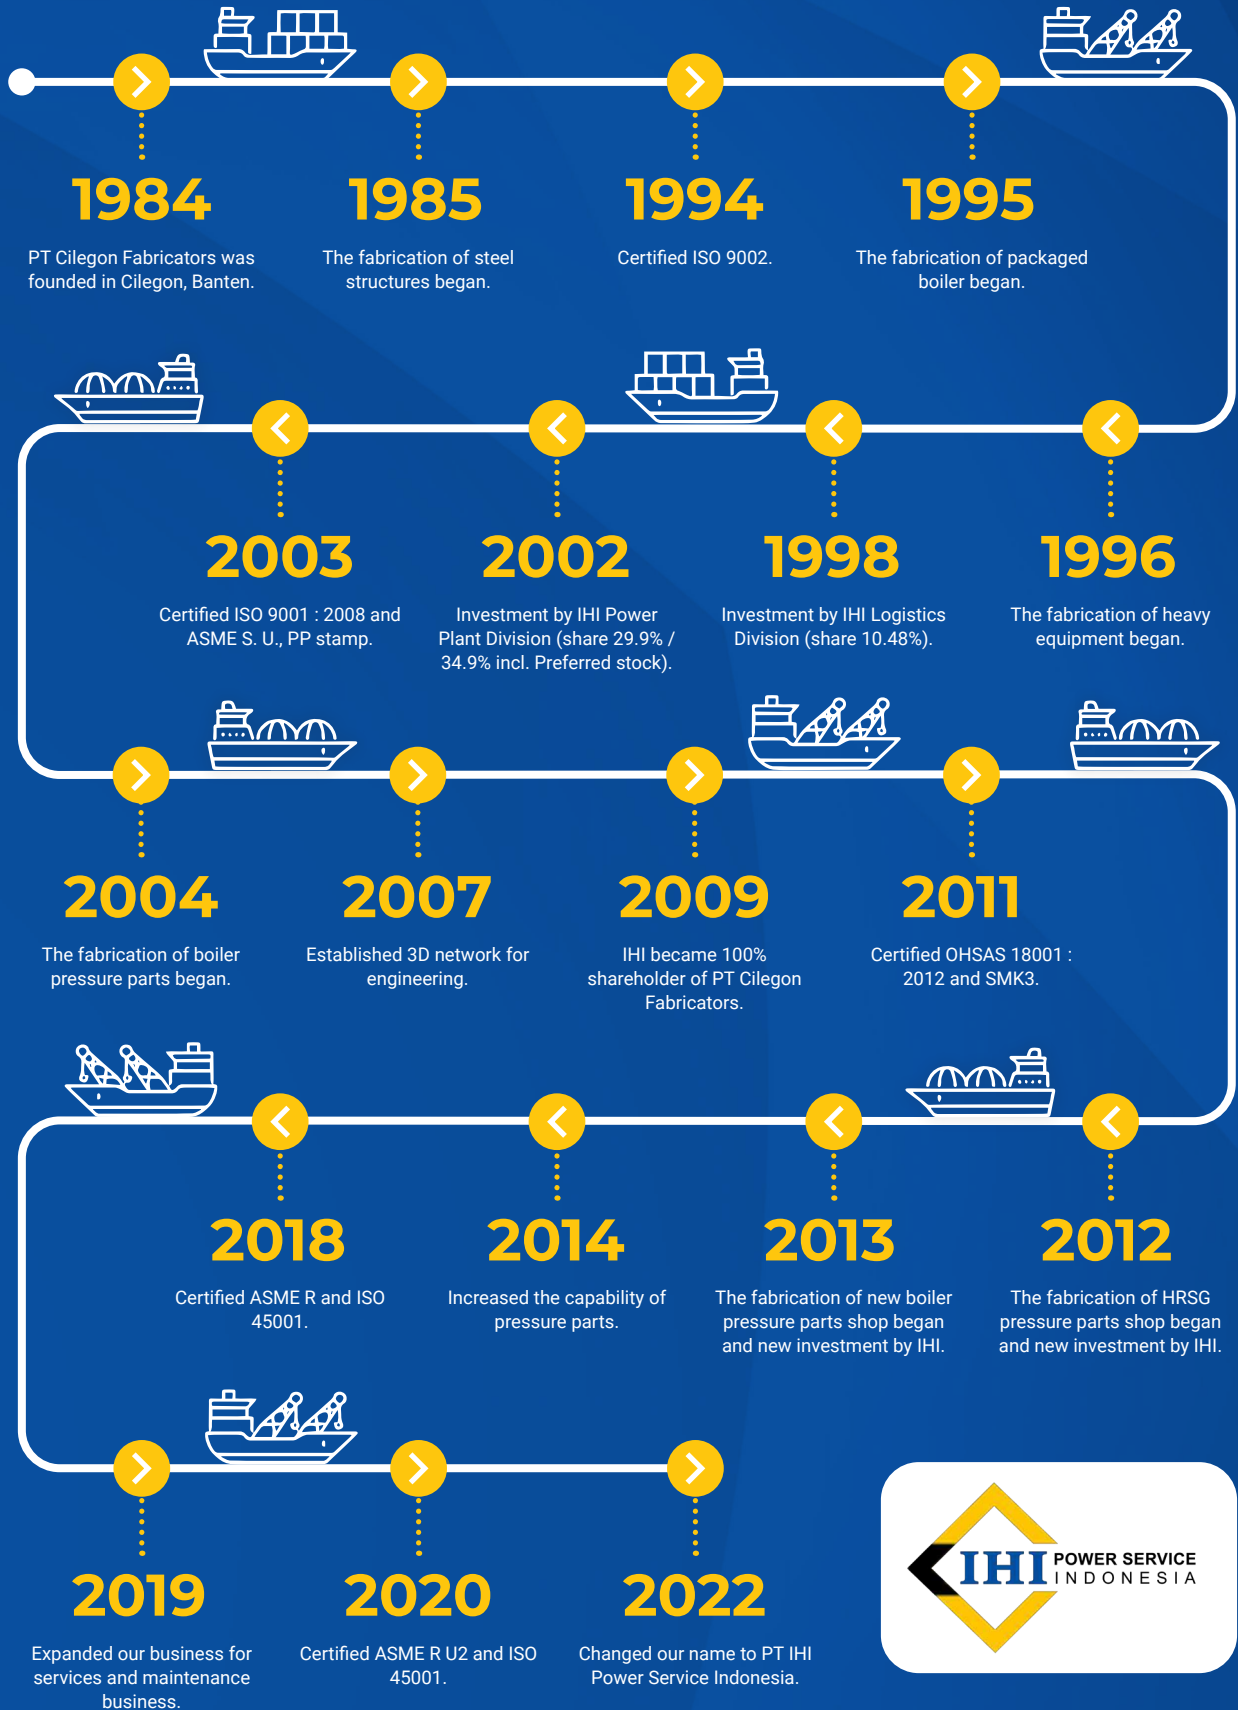 1984
PT Cilegon Fabricators was
founded in Cilegon, Banten.
1985
The fabrication of steel
structures began.
1994
Certified ISO 9002.
1995
The fabrication of packaged
boiler began.
2003
Certified ISO 9001 : 2008 and
ASME S. U., PP stamp.
2002
Investment by IHI Power
Plant Division (share 29.9% /
34.9% incl. Preferred stock).
1998
Investment by IHI Logistics
Division (share 10.48%).
1996
The fabrication of heavy
equipment began.
2004
The fabrication of boiler
pressure parts began.
2007
Established 3D network for
engineering.
2009
IHI became 100%
shareholder of PT Cilegon
Fabricators.
2011
Certified OHSAS 18001 :
2012 and SMK3.
2018
Certified ASME R and ISO
45001.
2014
Increased the capability of
pressure parts.
2013
The fabrication of new boiler
pressure parts shop began
and new investment by IHI.
2012
The fabrication of HRSG
pressure parts shop began
and new investment by IHI.
2019
Expanded our business for
services and maintenance
business.
2020
Certified ASME R U2 and ISO
45001.
2022
Changed our name to PT IHI
Power Service Indonesia.
IHI POWER SERVICE
INDONESIA